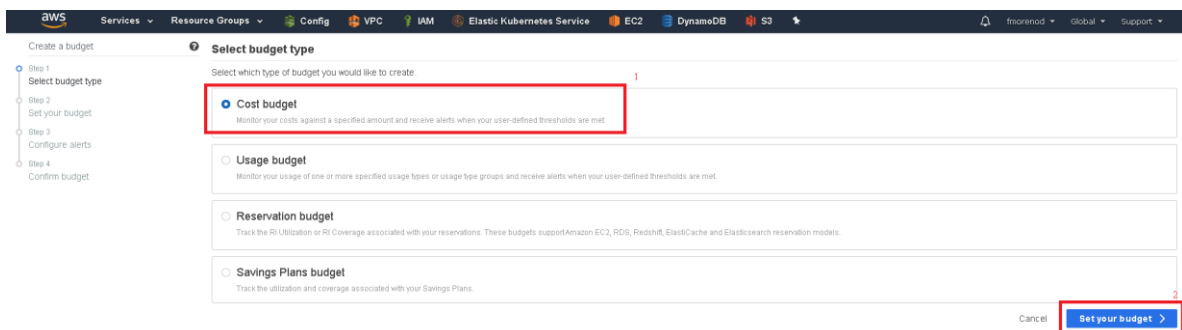 aws Services Resource Groups Config VPC IAM Elastic Kubernetes Service EC2 DynamoDB S3 fmorenod Global Support
Create a budget
Step 1
Select budget type
Step 2
Set your budget
Step 3
Configure alerts
Step 4
Confirm budget
Select budget type
Select which type of budget you would like to create.
1
Cost budget
Monitor your costs against a specified amount and receive alerts when your user-defined thresholds are met.
Usage budget
Monitor your usage of one or more specified usage types or usage type groups and receive alerts when your user-defined thresholds are met.
Reservation budget
Track the RI Utilization or RI Coverage associated with your reservations. These budgets support Amazon EC2, RDS, Redshift, ElastiCache and Elasticsearch reservation models.
Savings Plans budget
Track the utilization and coverage associated with your Savings Plans.
2
Cancel Set your budget